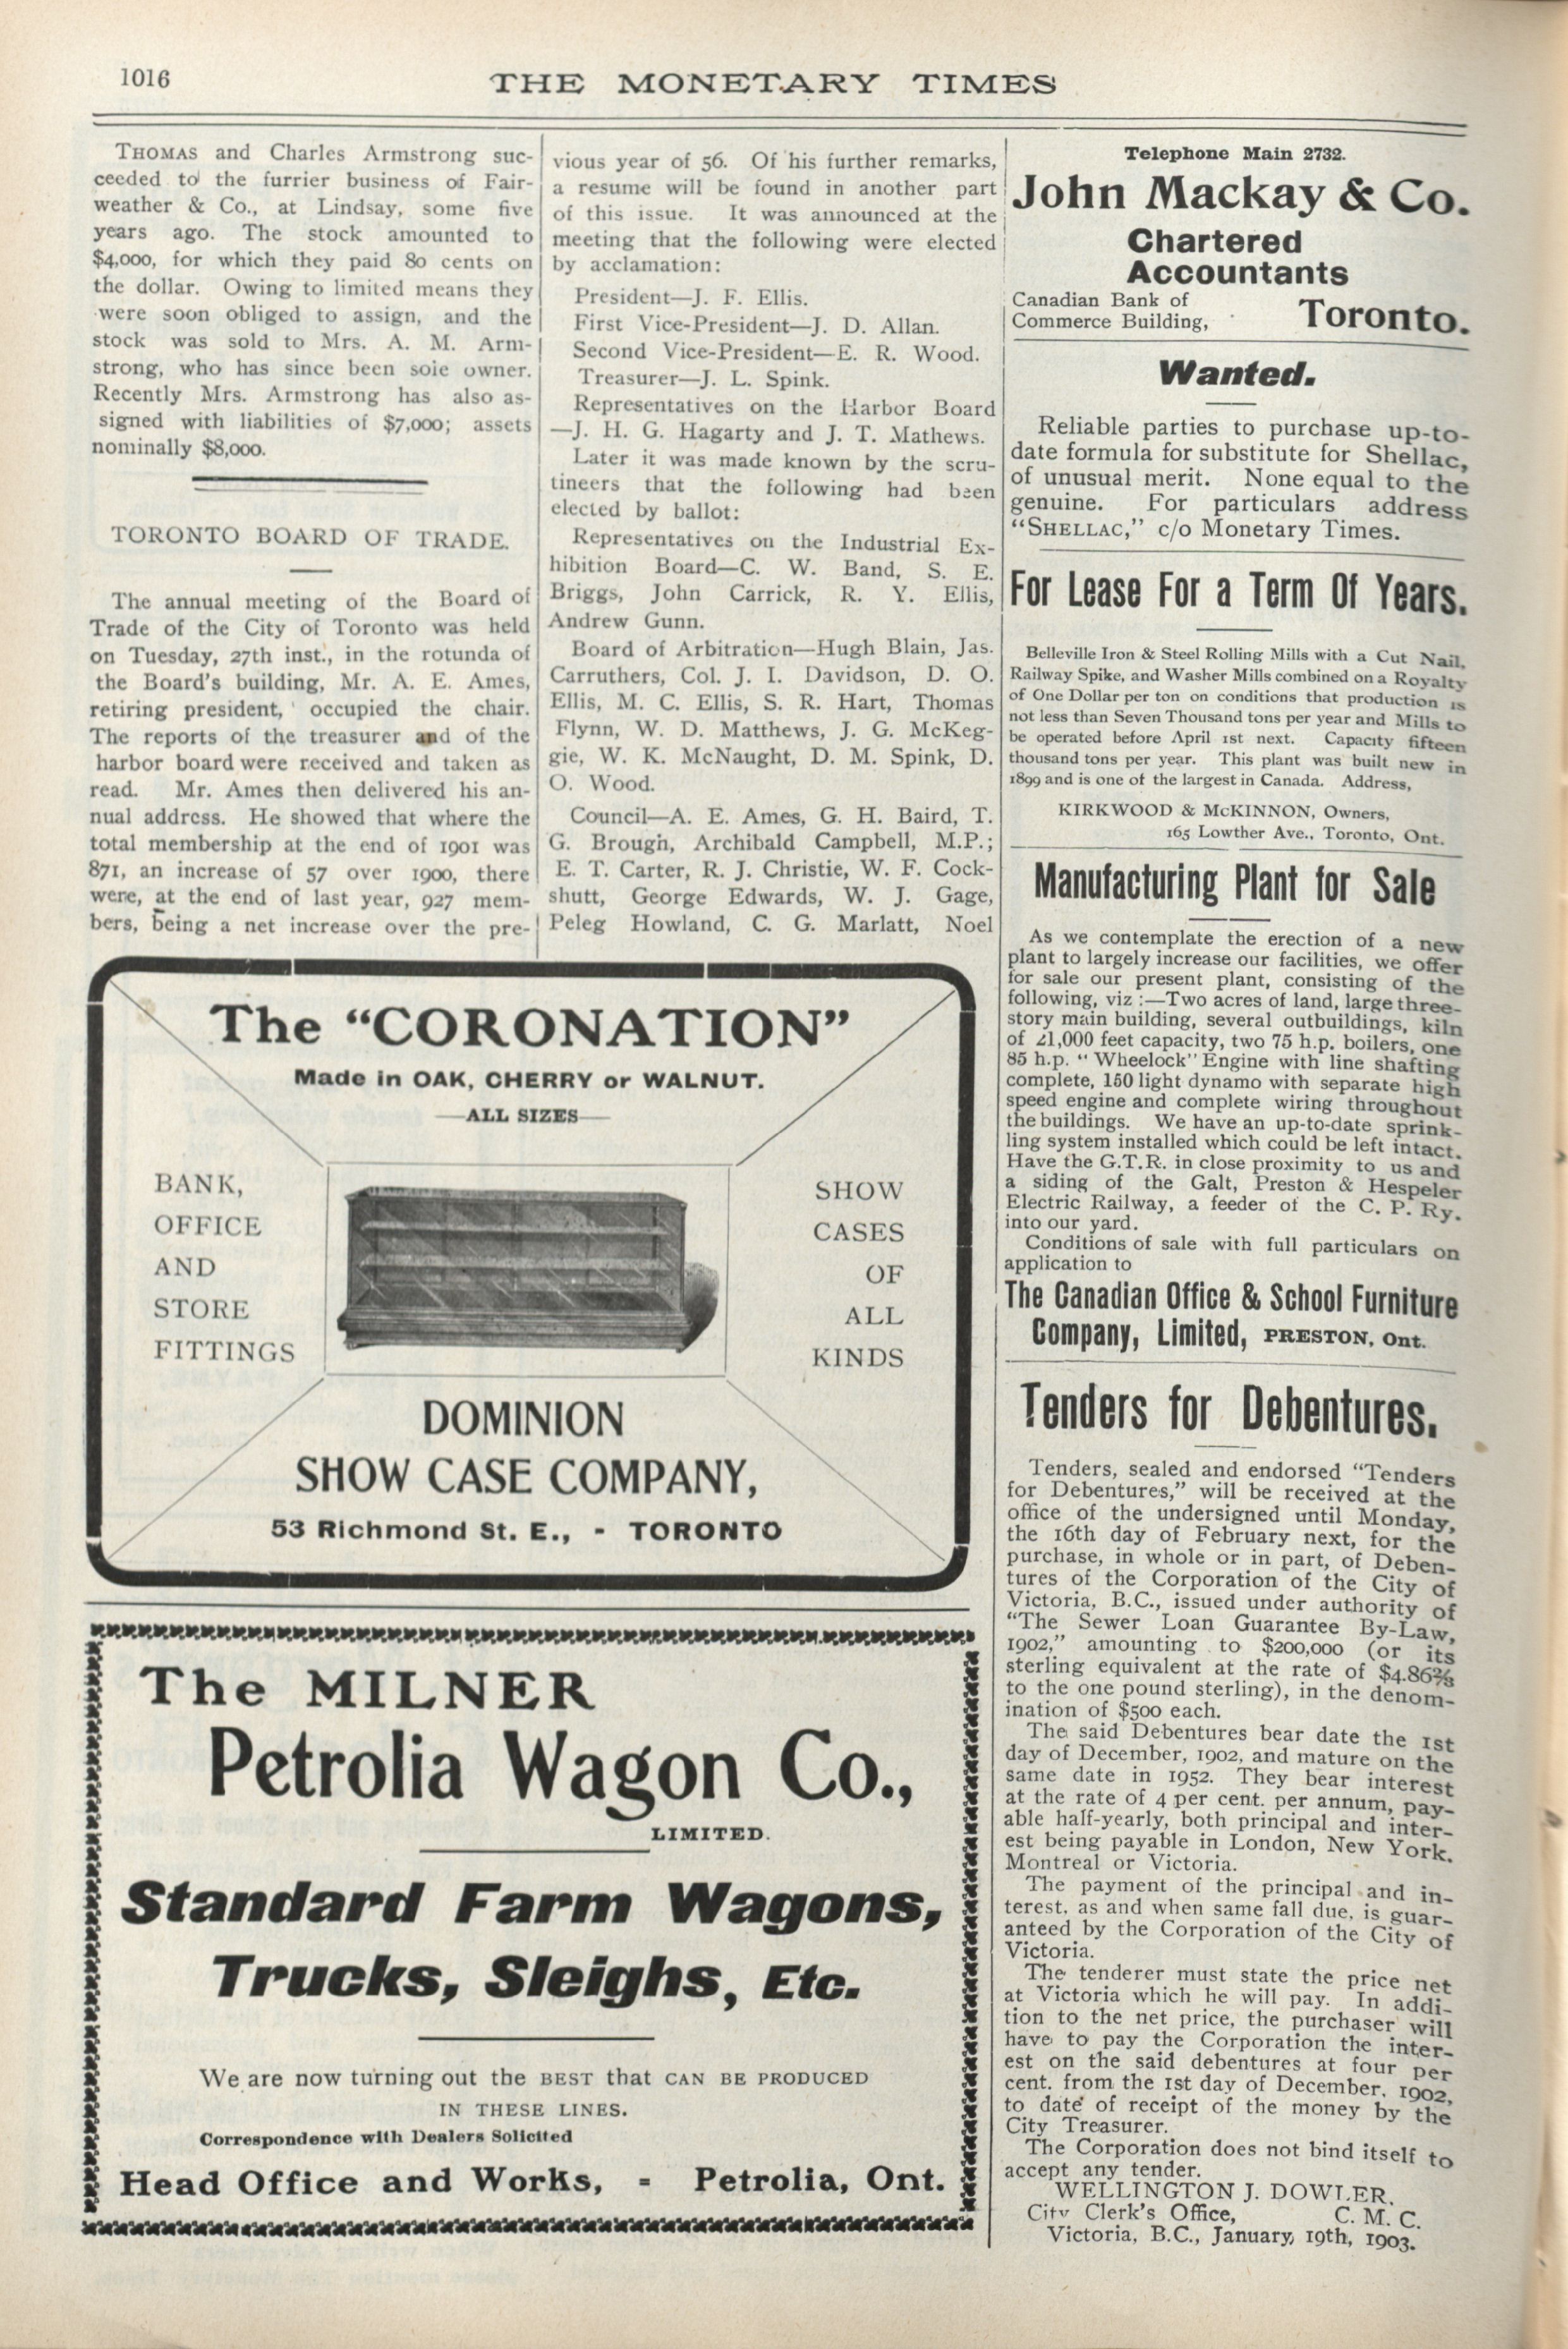 1016
THE MONETARY TIMES
THOMAS and Charles Armstrong suc-
ceeded to the furrier business of Fair-
weather & Co., at Lindsay, some five
years ago. The stock amounted to
$4,000, for which they paid 80 cents on
the dollar. Owing to limited means they
were soon obliged to assign, and the
stock was sold to Mrs. A. M. Arm-
strong, who has since been sole owner.
Recently Mrs. Armstrong has also as-
signed with liabilities of $7,000; assets
nominally $8,000.
TORONTO BOARD OF TRADE.
The annual meeting of the Board of
Trade of the City of Toronto was held
on Tuesday, 27th inst., in the rotunda of
the Board's building, Mr. A. E. Ames,
retiring president, occupied the chair.
The reports of the treasurer and of the
harbor board were received and taken as
read. Mr. Ames then delivered his an-
nual address. He showed that where the
total membership at the end of 1901 was
871, an increase of 57 over 1900, there
were, at the end of last year, 927 mem-
bers, being a net increase over the pre-
vious year of 56. Of his further remarks,
a resume will be found in another part
of this issue. It was announced at the
meeting that the following were elected
by acclamation:
President—J. F. Ellis.
First Vice-President—J. D. Allan.
Second Vice-President—E. R. Wood.
Treasurer—J. L. Spink.
Representatives on the Harbor Board
—J. H. G. Hagarty and J. T. Mathews.
Later it was made known by the scru-
tineers that the following had been
elected by ballot:
Representatives on the Industrial Ex-
hibition Board—C. W. Band, S. E.
Briggs, John Carrick, R. Y. Ellis,
Andrew Gunn.
Board of Arbitration—Hugh Blain, Jas.
Carruthers, Col. J. I. Davidson, D. O.
Ellis, M. C. Ellis, S. R. Hart, Thomas
Flynn, W. D. Matthews, J. G. McKeg-
gie, W. K. McNaught, D. M. Spink, D.
O. Wood.
Council—A. E. Ames, G. H. Baird, T.
G. Brough, Archibald Campbell, M.P.;
E. T. Carter, R. J. Christie, W. F. Cock-
shutt, George Edwards, W. J. Gage,
Peleg Howland, C. G. Marlatt, Noel
The "CORONATION"
Made in OAK, CHERRY or WALNUT.
ALL SIZES
BANK,
OFFICE
AND
STORE
FITTINGS
SHOW
CASES
OF
ALL
KINDS
DOMINION
SHOW CASE COMPANY,
53 Richmond St. E., - TORONTO
The MILNER
Petrolia Wagon Co.,
LIMITED.
Standard Farm Wagons,
Trucks, Sleighs, Etc.
We are now turning out the BEST that CAN BE PRODUCED
IN THESE LINES.
Correspondence with Dealers Solicited
Head Office and Works, - Petrolia, Ont.
Telephone Main 2732.
John Mackay & Co.
Chartered
Accountants
Canadian Bank of
Commerce Building,
Toronto.
Wanted.
Reliable parties to purchase up-to-
date formula for substitute for Shellac,
of unusual merit. None equal to the
genuine. For particulars address
"SHELLAC," c/o Monetary Times.
For Lease For a Term Of Years.
Belleville Iron & Steel Rolling Mills with a Cut Nail,
Railway Spike, and Washer Mills combined on a Royalty
of One Dollar per ton on conditions that production is
not less than Seven Thousand tons per year and Mills to
be operated before April 1st next. Capacity fifteen
thousand tons per year. This plant was built new in
1899 and is one of the largest in Canada. Address,
KIRKWOOD & McKINNON, Owners,
165 Lowther Ave., Toronto, Ont.
Manufacturing Plant for Sale
As we contemplate the erection of a new
plant to largely increase our facilities, we offer
for sale our present plant, consisting of the
following, viz :—Two acres of land, large three-
story main building, several outbuildings, kiln
of 21,000 feet capacity, two 75 h.p. boilers, one
85 h.p. "Wheelock" Engine with line shafting
complete, 150 light dynamo with separate high
speed engine and complete wiring throughout
the buildings. We have an up-to-date sprink-
ling system installed which could be left intact.
Have the G.T.R. in close proximity to us and
a siding of the Galt, Preston & Hespeler
Electric Railway, a feeder of the C. P. Ry.
into our yard.
Conditions of sale with full particulars on
application to
The Canadian Office & School Furniture
Company, Limited, PRESTON, Ont.
Tenders for Debentures.
Tenders, sealed and endorsed "Tenders
for Debentures," will be received at the
office of the undersigned until Monday,
the 16th day of February next, for the
purchase, in whole or in part, of Deben-
tures of the Corporation of the City of
Victoria, B.C., issued under authority of
"The Sewer Loan Guarantee By-Law,
1902," amounting to $200,000 (or its
sterling equivalent at the rate of $4.86⅔
to the one pound sterling), in the denom-
ination of $500 each.
The said Debentures bear date the 1st
day of December, 1902, and mature on the
same date in 1952. They bear interest
at the rate of 4 per cent. per annum, pay-
able half-yearly, both principal and inter-
est being payable in London, New York,
Montreal or Victoria.
The payment of the principal and in-
terest, as and when same fall due, is guar-
anteed by the Corporation of the City of
Victoria.
The tenderer must state the price net
at Victoria which he will pay. In addi-
tion to the net price, the purchaser will
have to pay the Corporation the inter-
est on the said debentures at four per
cent. from the 1st day of December, 1902,
to date of receipt of the money by the
City Treasurer.
The Corporation does not bind itself to
accept any tender.
WELLINGTON J. DOWLER,
City Clerk's Office, C. M. C.
Victoria, B.C., January, 19th, 1903.